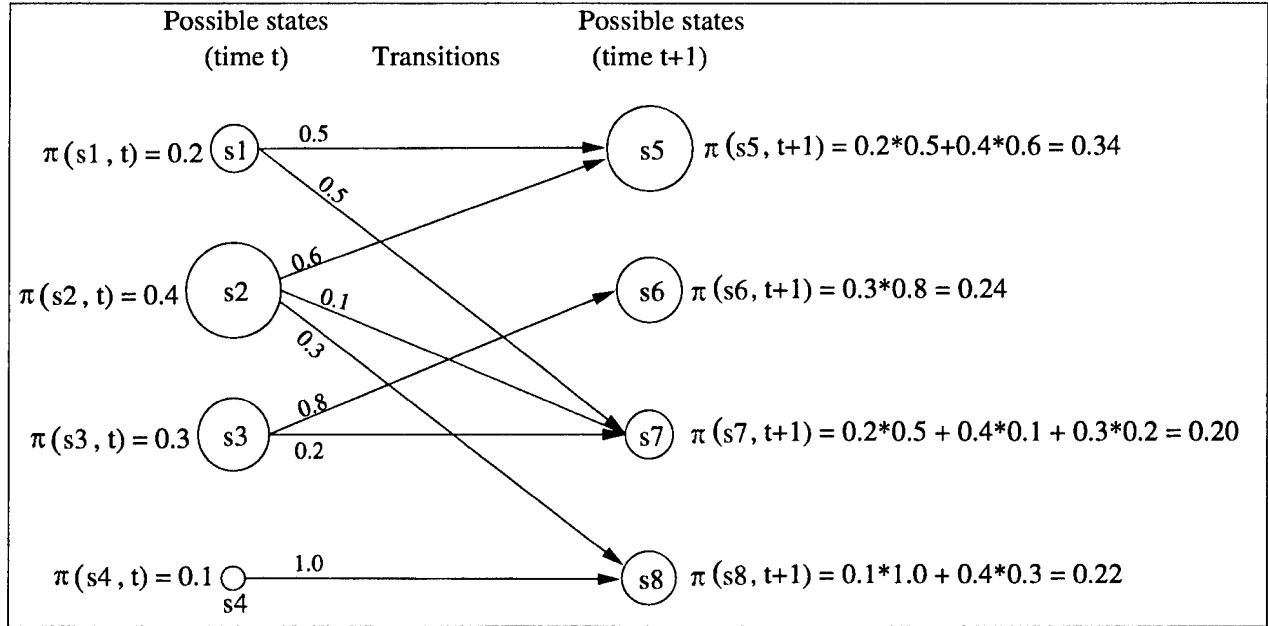 Possible states Possible states
(time t) Transitions (time t+1)
π(s1, t) = 0.2 s1 0.5 s5 π(s5, t+1) = 0.2*0.5+0.4*0.6 = 0.34
0.5
0.6
π(s2, t) = 0.4 s2 0.1 s6 π(s6, t+1) = 0.3*0.8 = 0.24
0.3
0.8
π(s3, t) = 0.3 s3 s7 π(s7, t+1) = 0.2*0.5 + 0.4*0.1 + 0.3*0.2 = 0.20
0.2
1.0
π(s4, t) = 0.1 s8 π(s8, t+1) = 0.1*1.0 + 0.4*0.3 = 0.22
s4